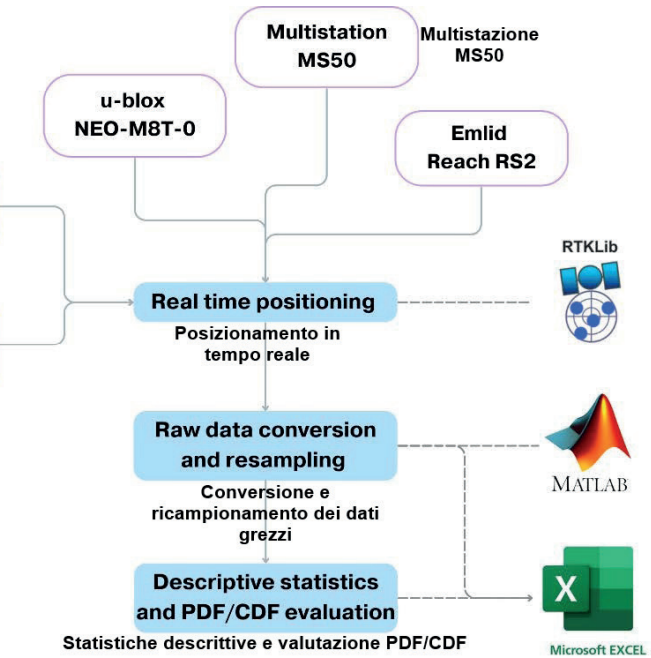 Multistation
MS50
Multistazione
MS50
u-blox
NEO-M8T-0
Emlid
Reach RS2
RTKLib
Real time positioning
Posizionamento in
tempo reale
Raw data conversion
and resampling
MATLAB
Conversione e
ricampionamento dei dati
grezzi
Descriptive statistics
and PDF/CDF evaluation
X
Statistiche descrittive e valutazione PDF/CDF
Microsoft EXCEL